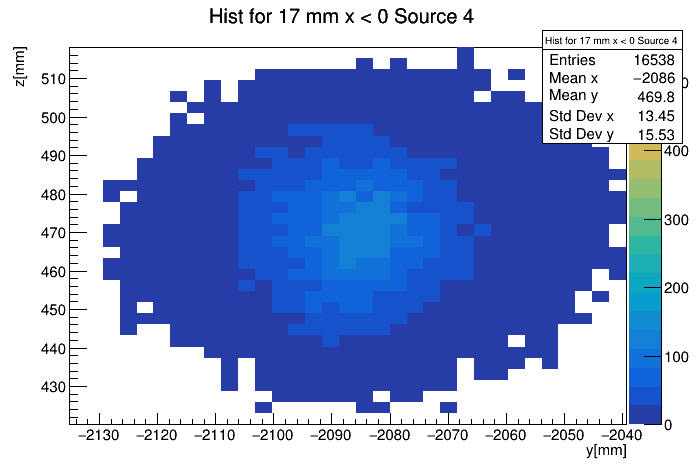 Hist for 17 mm x < 0 Source 4
z[mm]
Hist for 17 mm x < 0 Source 4
Entries 16538
Mean x −2086
Mean y 469.8
Std Dev x 13.45
Std Dev y 15.53
510
500
490
480
470
460
450
440
430
0
400
300
200
100
0
−2130 −2120 −2110 −2100 −2090 −2080 −2070 −2060 −2050 −2040
y[mm]